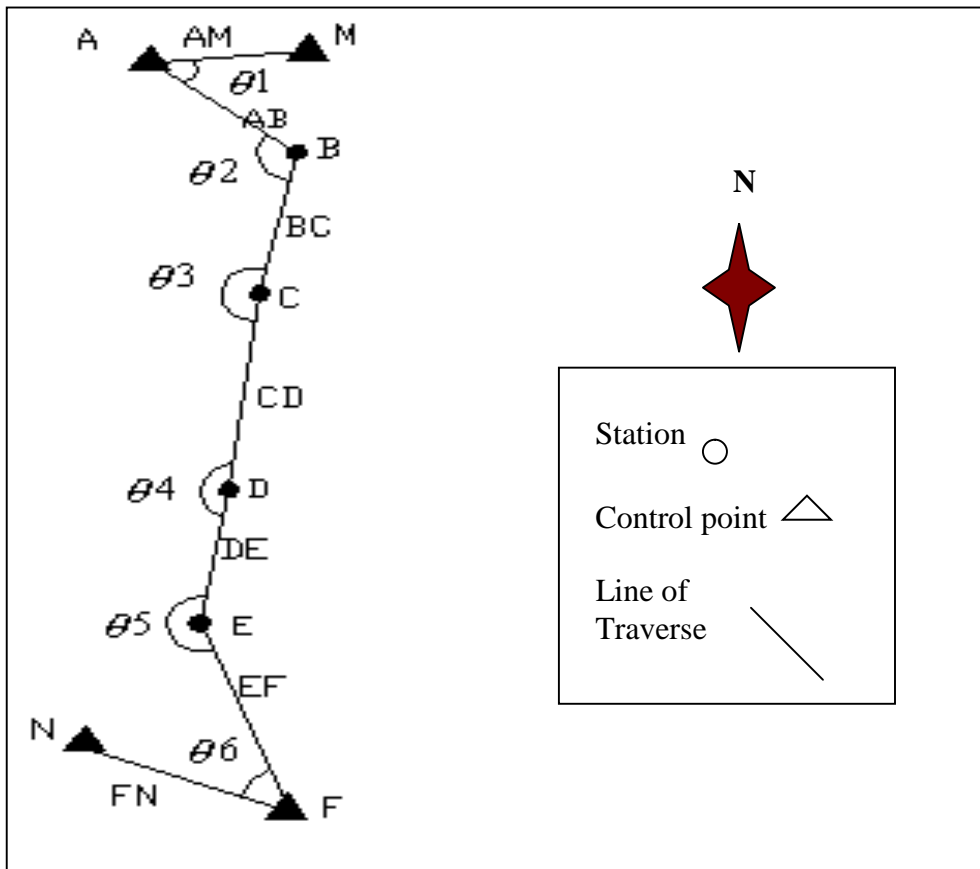 A AM M
θ1
AB
B
θ2
BC
θ3
C
CD
θ4 D
DE
θ5 E
EF
N
θ6
FN
F
N
Station
Control point
Line of
Traverse